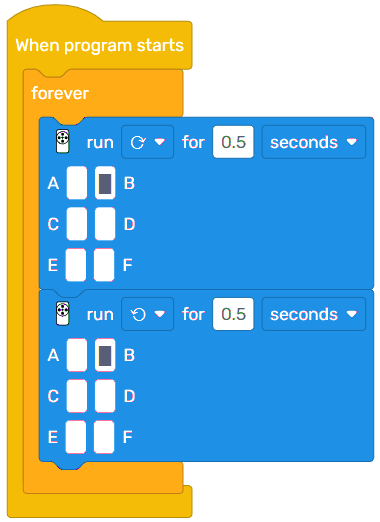 When program starts
forever
run for 0.5 seconds
A B
C D
E F
run for 0.5 seconds
A B
C D
E F